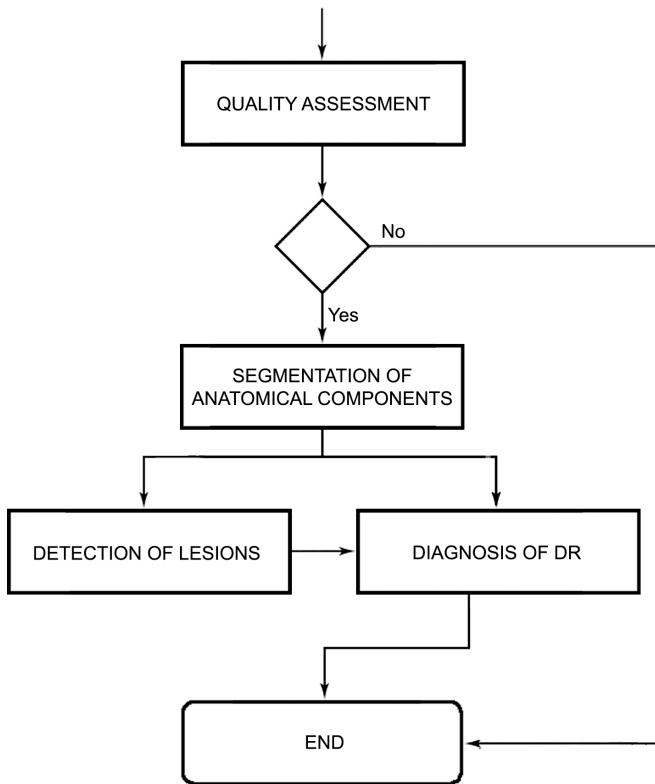 QUALITY ASSESSMENT
No
Yes
SEGMENTATION OF
ANATOMICAL COMPONENTS
DETECTION OF LESIONS
DIAGNOSIS OF DR
END